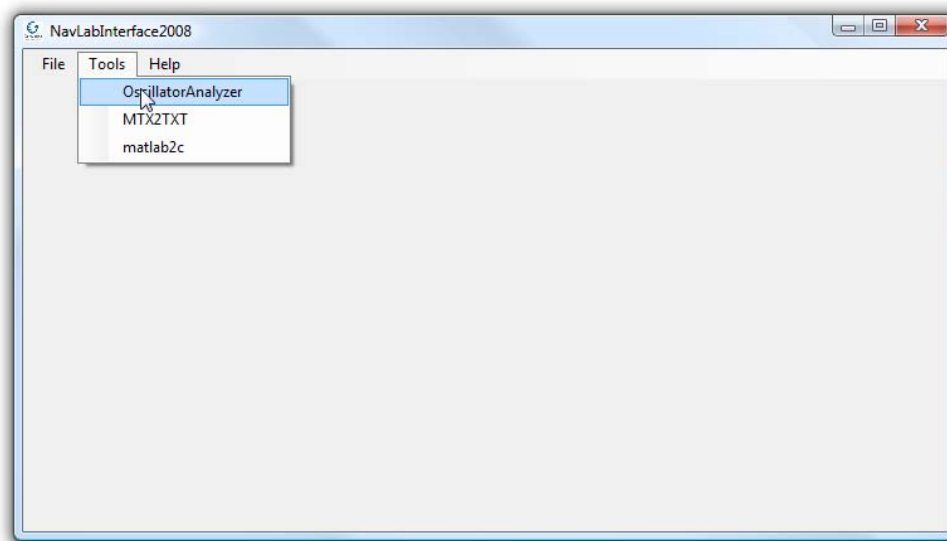 NavLabInterface2008
File Tools Help
OscillatorAnalyzer
MTX2TXT
matlab2c